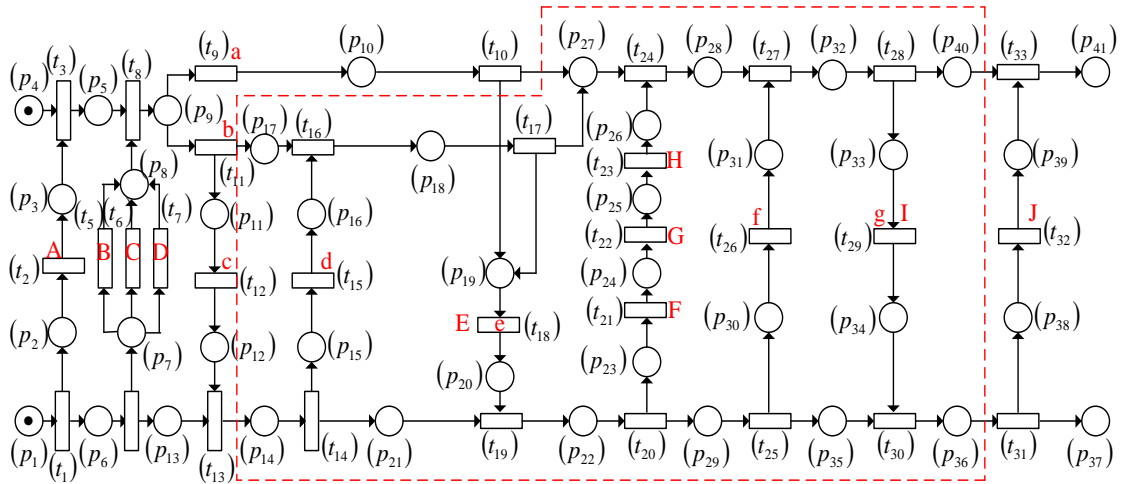 (p4) (t3) (p5) (t8) (t9) a (p10) (t10) (p27) (t24) (p28) (t27) (p32) (t28) (p40) (t33) (p41)
(p9) b (p17) (t16) (t17)
(p26)
(t11) (p18) (t23) H (p31) (p33) (p39)
(p3) (p8)
(t5) (t6) (t7) (p11) (p16) (p25)
A B C D f g I J
(t2) c (t12) d (t15) (p19) (t22) G (t26) (t29) (t32)
(p24)
(p2) (p7) (p12) (p15) E e (t18) (t21) F (p30) (p34) (p38)
(p20) (p23)
(p1) (t1) (p6) (p13) (t13) (p14) (t14) (p21) (t19) (p22) (t20) (p29) (t25) (p35) (t30) (p36) (t31) (p37)